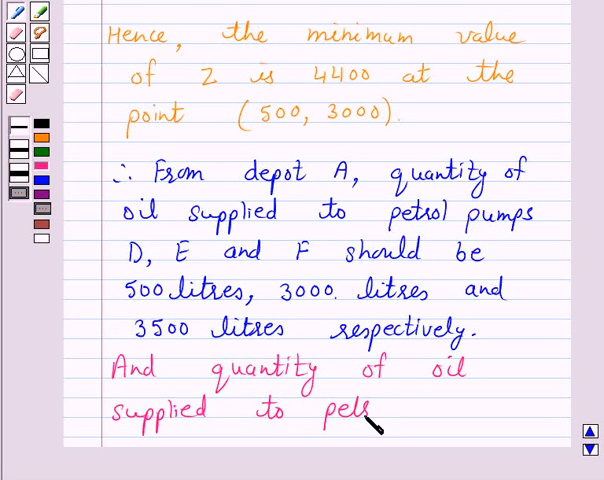 Hence, the minimum value
of Z is 4400 at the
point (500, 3000).
∴ From depot A, quantity of
oil supplied to petrol pumps
D, E and F should be
500 litres, 3000. litres and
3500 litres respectively.
And quantity of oil
supplied to pets